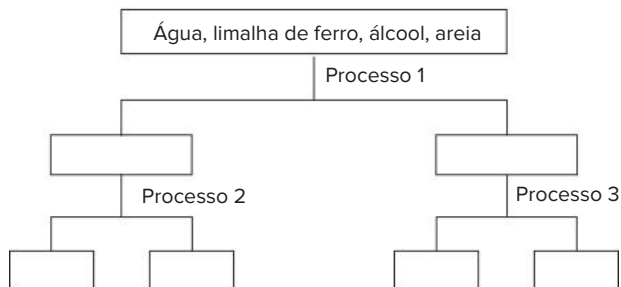 Água, limalha de ferro, álcool, areia
Processo 1
Processo 2
Processo 3